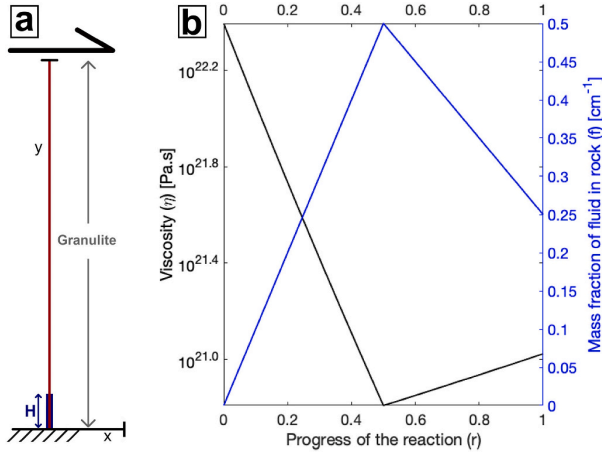 a
y
Granulite
H
x
b
0 0.2 0.4 0.6 0.8 1
10^22.2
10^21.8
10^21.4
10^21.0
Viscosity (η) [Pa.s]
0 0.2 0.4 0.6 0.8 1
Progress of the reaction (r)
0.5
0.45
0.4
0.35
0.3
0.25
0.2
0.15
0.1
0.05
0
Mass fraction of fluid in rock (f) [cm⁻¹]